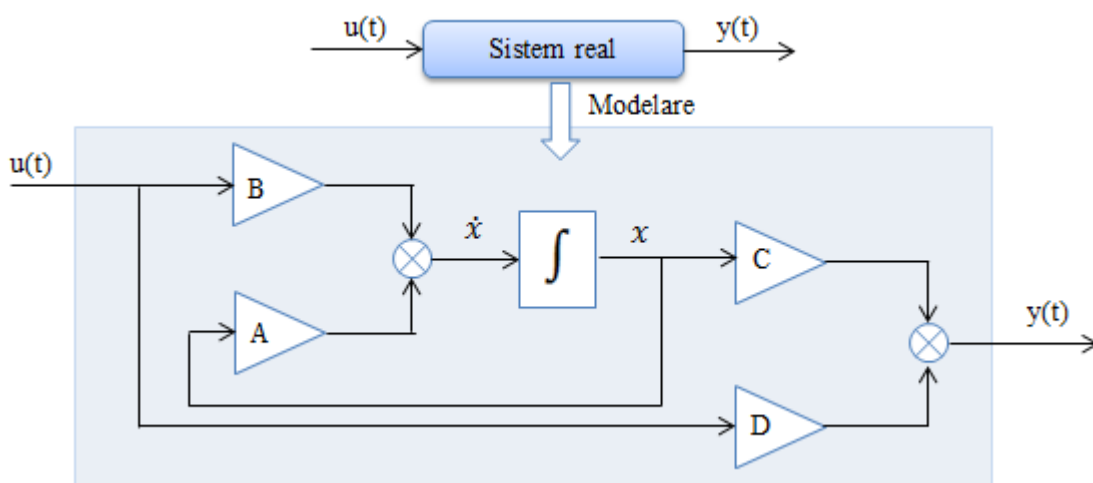 u(t)
Sistem real
y(t)
Modelare
u(t)
B
ẋ
∫
x
C
A
y(t)
D